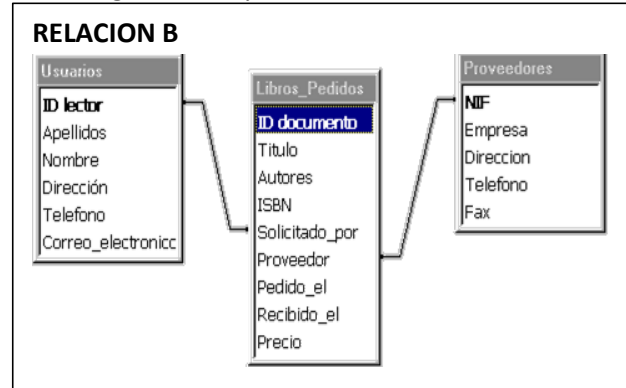 RELACION B
Usuarios
ID lector
Apellidos
Nombre
Dirección
Telefono
Correo_electronicc
Libros_Pedidos
ID documento
Titulo
Autores
ISBN
Solicitado_por
Proveedor
Pedido_el
Recibido_el
Precio
Proveedores
NIF
Empresa
Direccion
Telefono
Fax